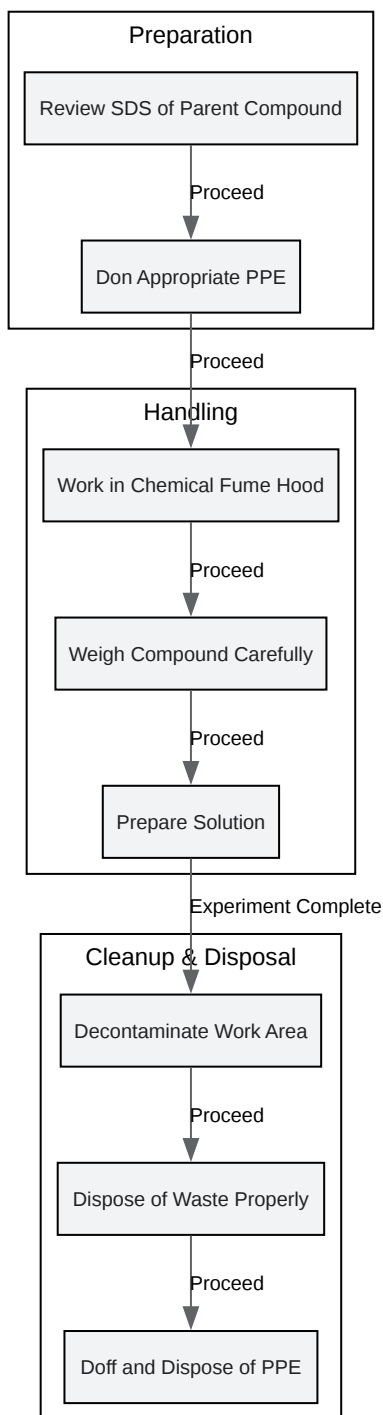 Preparation
Review SDS of Parent Compound
Proceed
Don Appropriate PPE
Proceed
Handling
Work in Chemical Fume Hood
Proceed
Weigh Compound Carefully
Proceed
Prepare Solution
Experiment Complete
Cleanup & Disposal
Decontaminate Work Area
Proceed
Dispose of Waste Properly
Proceed
Doff and Dispose of PPE